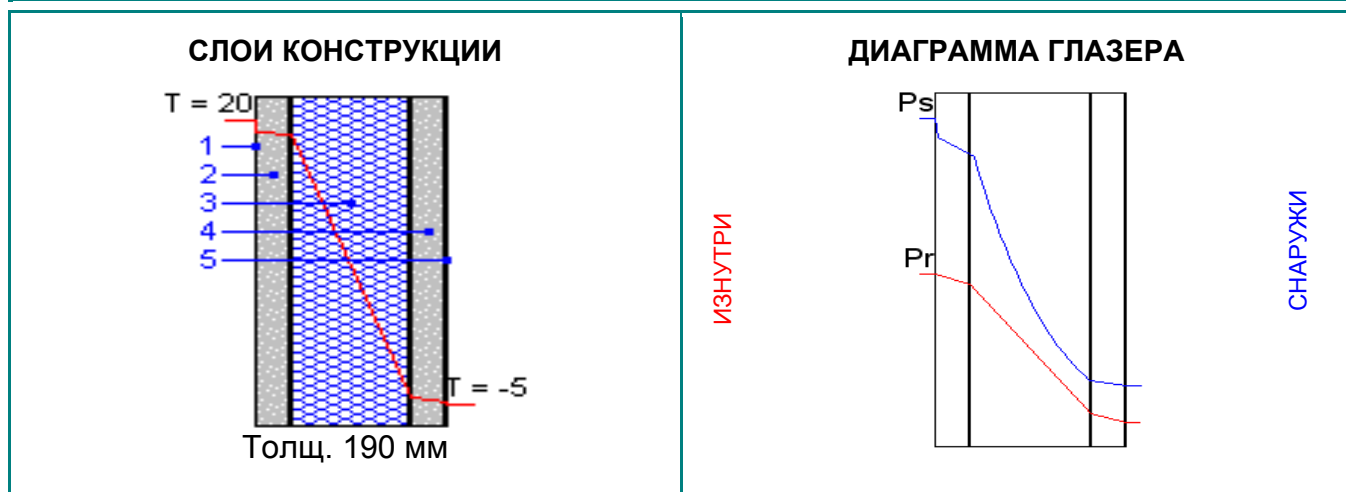 СЛОИ КОНСТРУКЦИИ
T = 20
1
2
3
4
5
T = -5
Толщ. 190 мм
ДИАГРАММА ГЛАЗЕРА
Ps
Pr
ИЗНУТРИ
СНАРУЖИ